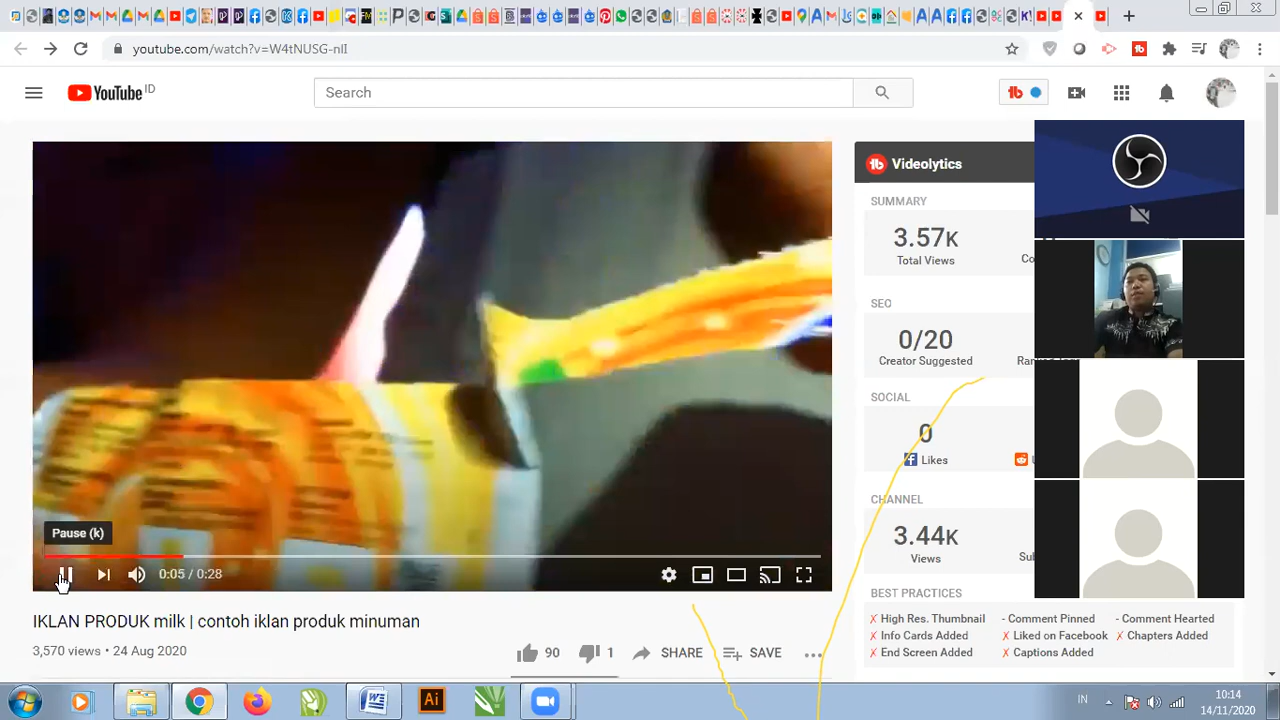 youtube.com/watch?v=W4tNUSG-nII
YouTube ID
Search
Videolytics
SUMMARY
3.57K
Total Views
Co
SEO
0/20
Creator Suggested
SOCIAL
0
Likes
CHANNEL
3.44K
Views
Sul
BEST PRACTICES
✗ High Res. Thumbnail - Comment Pinned - Comment Hearted
✗ Info Cards Added ✗ Liked on Facebook ✗ Chapters Added
✗ End Screen Added ✗ Captions Added
Pause (k)
0:05 / 0:28
IKLAN PRODUK milk | contoh iklan produk minuman
3,570 views • 24 Aug 2020
90 1 SHARE SAVE
Ai
IN
10:14
14/11/2020